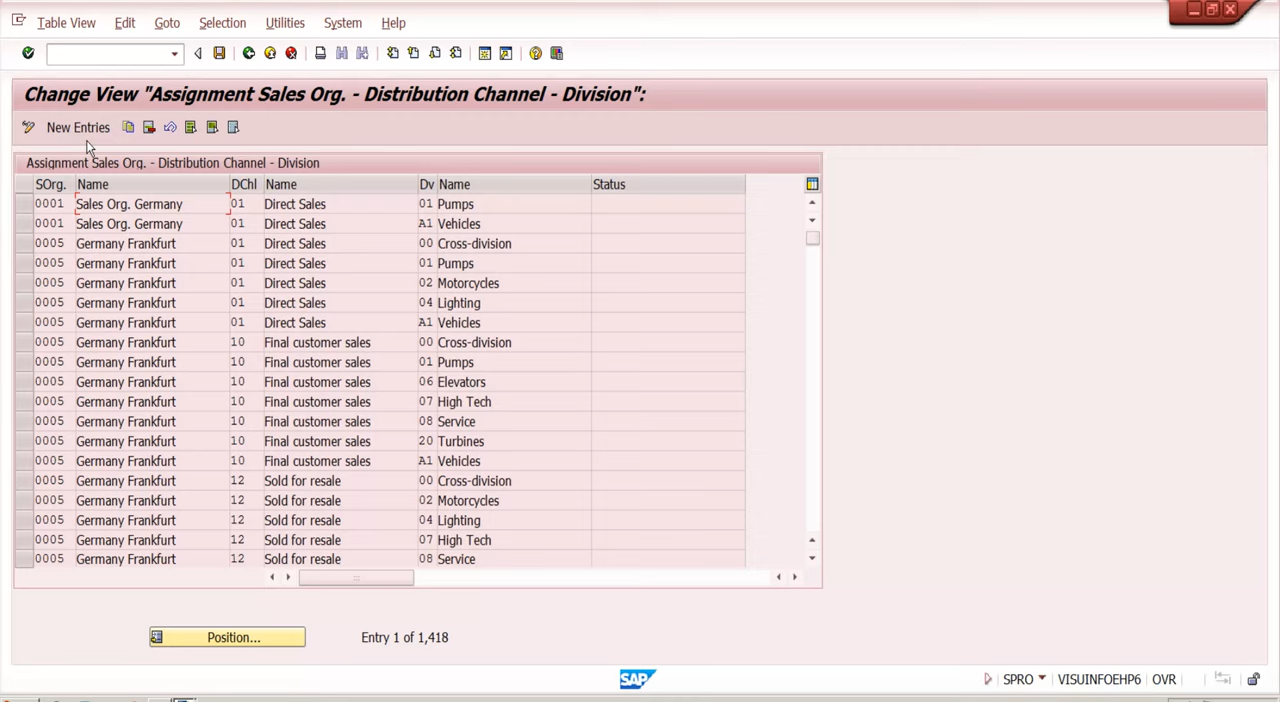 Table View Edit Goto Selection Utilities System Help
Change View "Assignment Sales Org. - Distribution Channel - Division":
New Entries
Assignment Sales Org. - Distribution Channel - Division
SOrg. Name DChl Name Dv Name Status
0001 Sales Org. Germany 01 Direct Sales 01 Pumps
0001 Sales Org. Germany 01 Direct Sales A1 Vehicles
0005 Germany Frankfurt 01 Direct Sales 00 Cross-division
0005 Germany Frankfurt 01 Direct Sales 01 Pumps
0005 Germany Frankfurt 01 Direct Sales 02 Motorcycles
0005 Germany Frankfurt 01 Direct Sales 04 Lighting
0005 Germany Frankfurt 01 Direct Sales A1 Vehicles
0005 Germany Frankfurt 10 Final customer sales 00 Cross-division
0005 Germany Frankfurt 10 Final customer sales 01 Pumps
0005 Germany Frankfurt 10 Final customer sales 06 Elevators
0005 Germany Frankfurt 10 Final customer sales 07 High Tech
0005 Germany Frankfurt 10 Final customer sales 08 Service
0005 Germany Frankfurt 10 Final customer sales 20 Turbines
0005 Germany Frankfurt 10 Final customer sales A1 Vehicles
0005 Germany Frankfurt 12 Sold for resale 00 Cross-division
0005 Germany Frankfurt 12 Sold for resale 02 Motorcycles
0005 Germany Frankfurt 12 Sold for resale 04 Lighting
0005 Germany Frankfurt 12 Sold for resale 07 High Tech
0005 Germany Frankfurt 12 Sold for resale 08 Service
Position... Entry 1 of 1,418
SAP SPRO VISUINFOEHP6 OVR